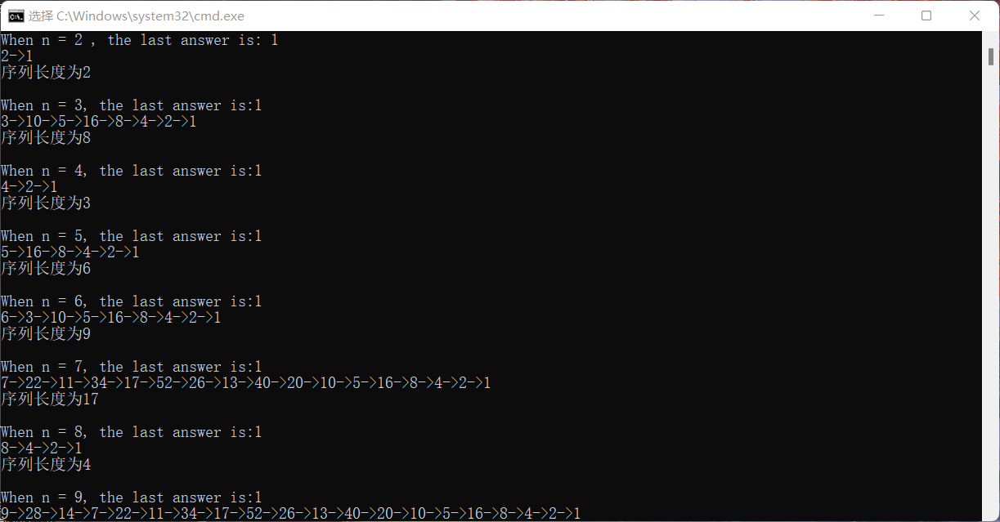 选择 C:\Windows\system32\cmd.exe
When n = 2 , the last answer is: 1
2->1
序列长度为2
When n = 3, the last answer is:1
3->10->5->16->8->4->2->1
序列长度为8
When n = 4, the last answer is:1
4->2->1
序列长度为3
When n = 5, the last answer is:1
5->16->8->4->2->1
序列长度为6
When n = 6, the last answer is:1
6->3->10->5->16->8->4->2->1
序列长度为9
When n = 7, the last answer is:1
7->22->11->34->17->52->26->13->40->20->10->5->16->8->4->2->1
序列长度为17
When n = 8, the last answer is:1
8->4->2->1
序列长度为4
When n = 9, the last answer is:1
9->28->14->7->22->11->34->17->52->26->13->40->20->10->5->16->8->4->2->1